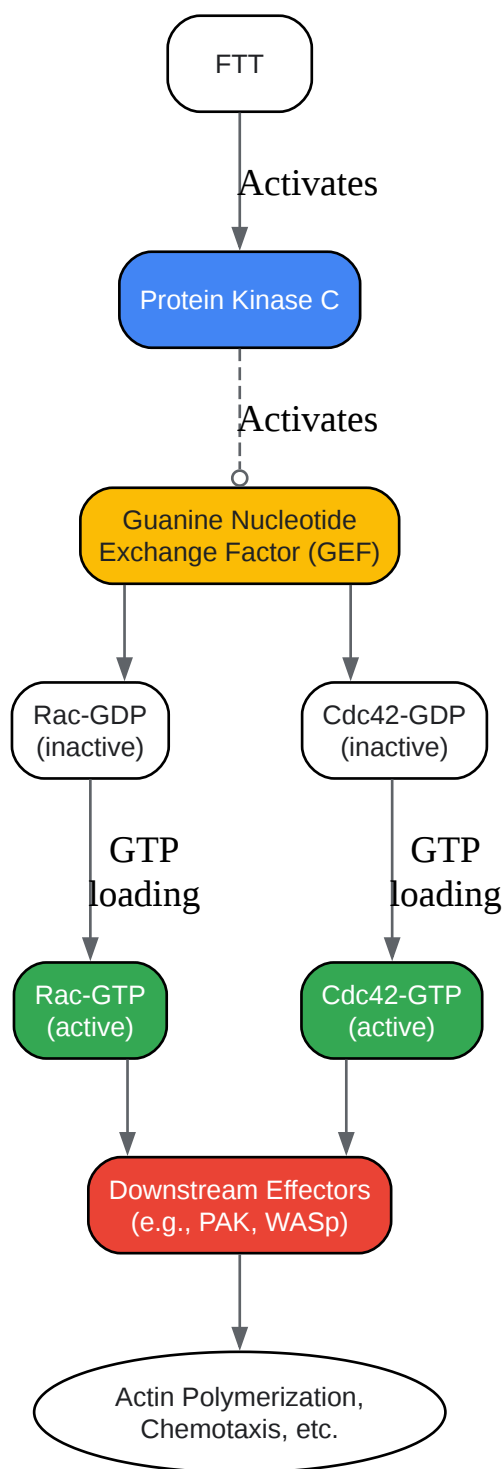 FTT
Activates
Protein Kinase C
Activates
Guanine Nucleotide
Exchange Factor (GEF)
Rac-GDP
(inactive)
Cdc42-GDP
(inactive)
GTP
loading
GTP
loading
Rac-GTP
(active)
Cdc42-GTP
(active)
Downstream Effectors
(e.g., PAK, WASp)
Actin Polymerization,
Chemotaxis, etc.